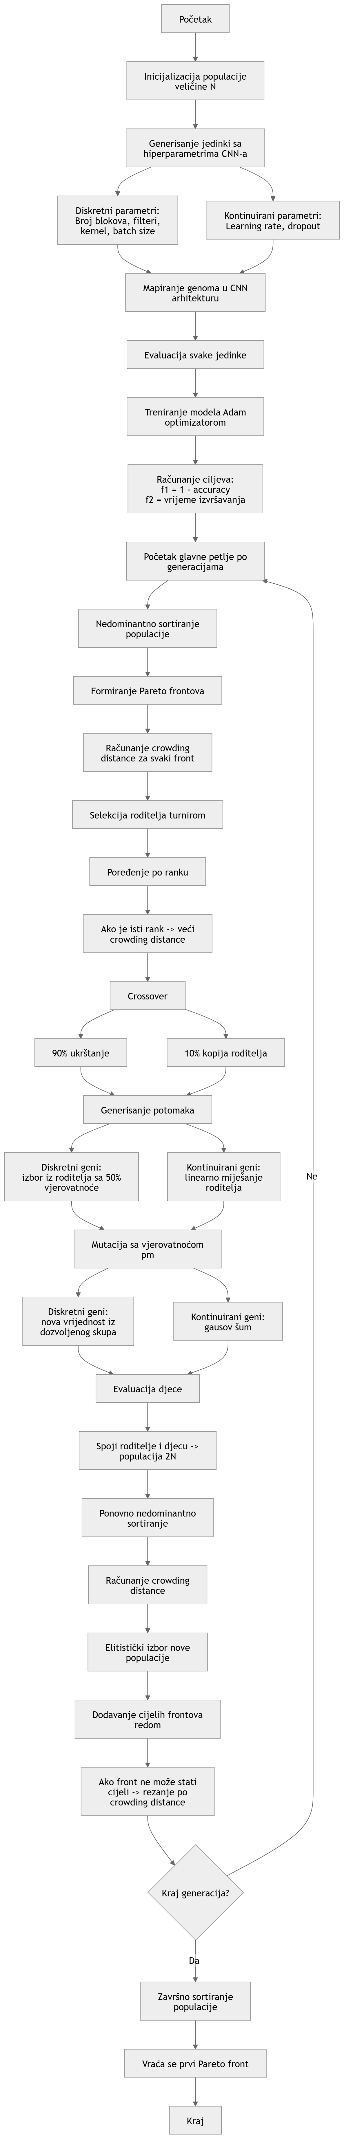 Početak
Inicijalizacija populacije
veličine N
Generisanje jedinki sa
hiperparametrima CNN-a
Diskretni parametri:
Broj blokova, filteri,
kernel, batch size
Kontinuirani parametri:
Learning rate, dropout
Mapiranje genoma u CNN
arhitekturu
Evaluacija svake jedinke
Treniranje modela Adam
optimizatorom
Računanje ciljeva:
f1 = 1 - accuracy
f2 = vrijeme izvršavanja
Početak glavne petlje po
generacijama
Nedominantno sortiranje
populacije
Formiranje Pareto frontova
Računanje crowding
distance za svaki front
Selekcija roditelja turnirom
Poređenje po ranku
Ako je isti rank -> veći
crowding distance
Crossover
90% ukrštanje
10% kopija roditelja
Generisanje potomaka
Diskretni geni:
izbor iz roditelja sa 50%
vjerovatnoće
Kontinuirani geni:
linearno miješanje
roditelja
Ne
Mutacija sa vjerovatnoćom
pm
Diskretni geni:
nova vrijednost iz
dozvoljenog skupa
Kontinuirani geni:
gausov šum
Evaluacija djece
Spoji roditelje i djecu ->
populacija 2N
Ponovno nedominantno
sortiranje
Računanje crowding
distance
Elitistički izbor nove
populacije
Dodavanje cijelih frontova
redom
Ako front ne može stati
cijeli -> rezanje po
crowding distance
Kraj generacija?
Da
Završno sortiranje
populacije
Vraća se prvi Pareto front
Kraj